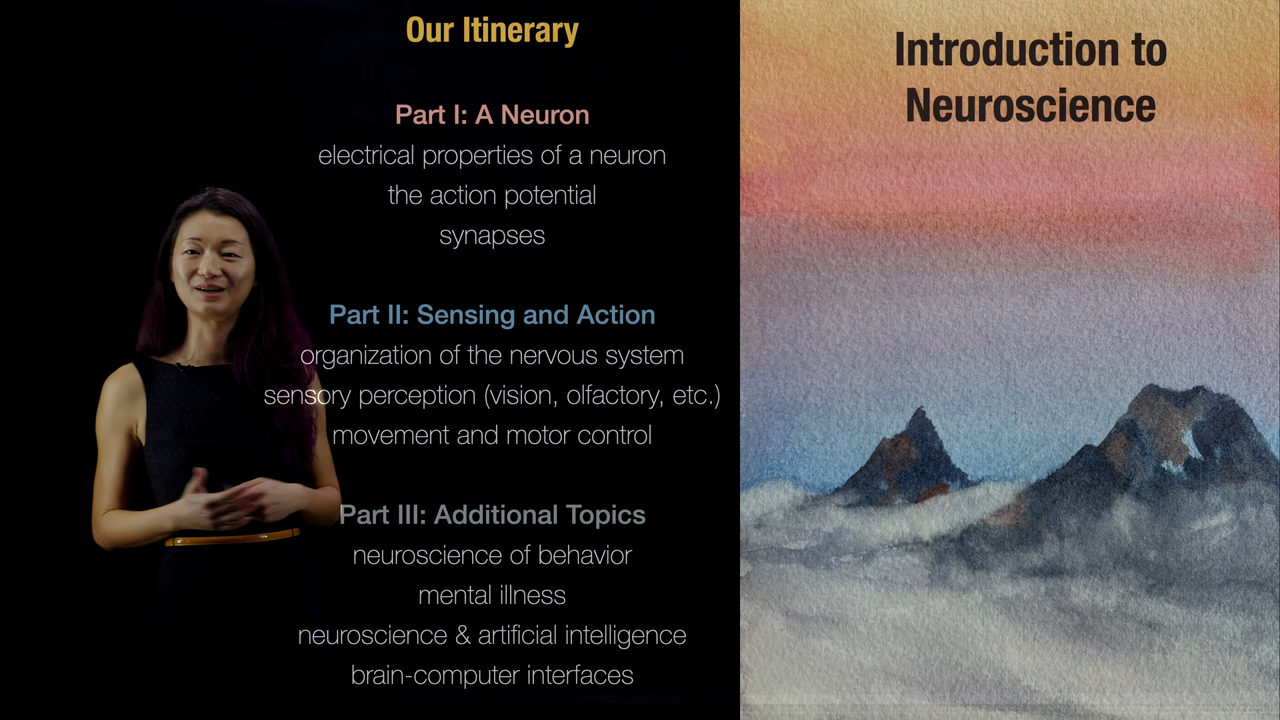 Our Itinerary
Part I: A Neuron
electrical properties of a neuron
the action potential
synapses
Part II: Sensing and Action
organization of the nervous system
sensory perception (vision, olfactory, etc.)
movement and motor control
Part III: Additional Topics
neuroscience of behavior
mental illness
neuroscience & artificial intelligence
brain-computer interfaces
Introduction to
Neuroscience